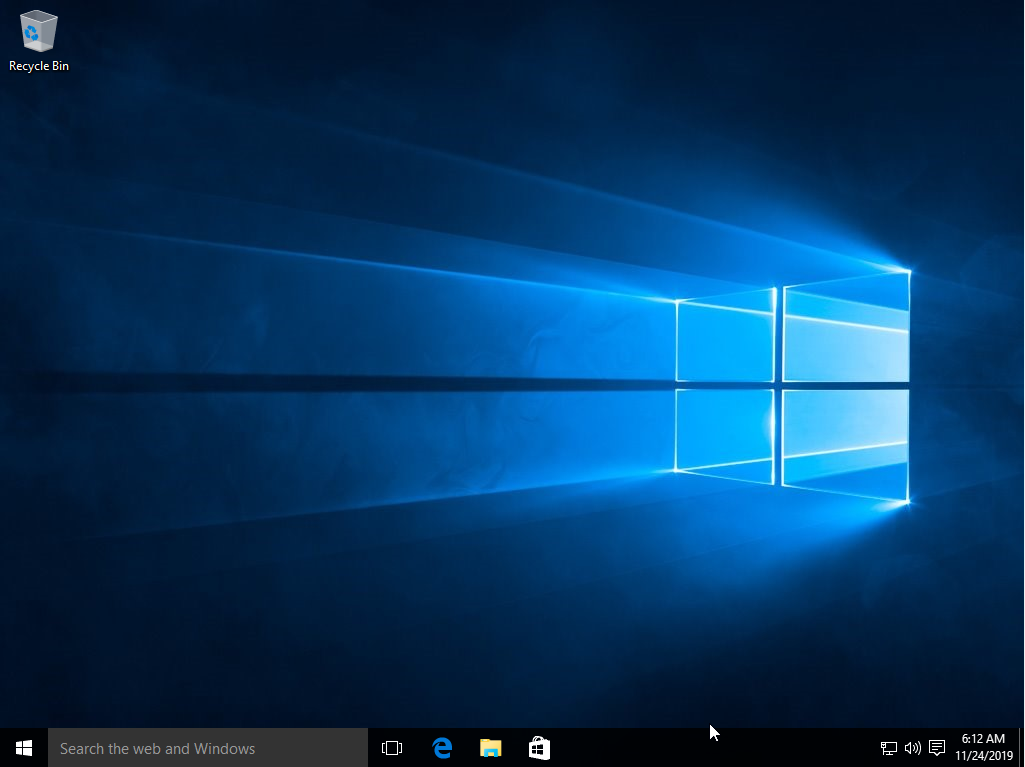 Recycle Bin
Search the web and Windows
6:12 AM
11/24/2019